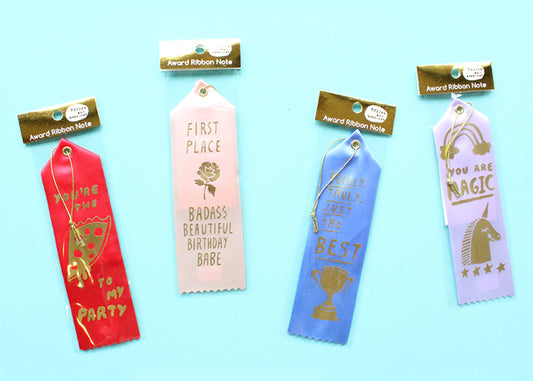 Award Ribbon Note
YOU'RE
THE
TO MY
PARTY
Award Ribbon Note
FIRST
PLACE
BADASS
BEAUTIFUL
BIRTHDAY
BABE
Award Ribbon Note
TRULY
JUST
THE
BEST
Award Ribbon Note
YOU ARE
MAGIC